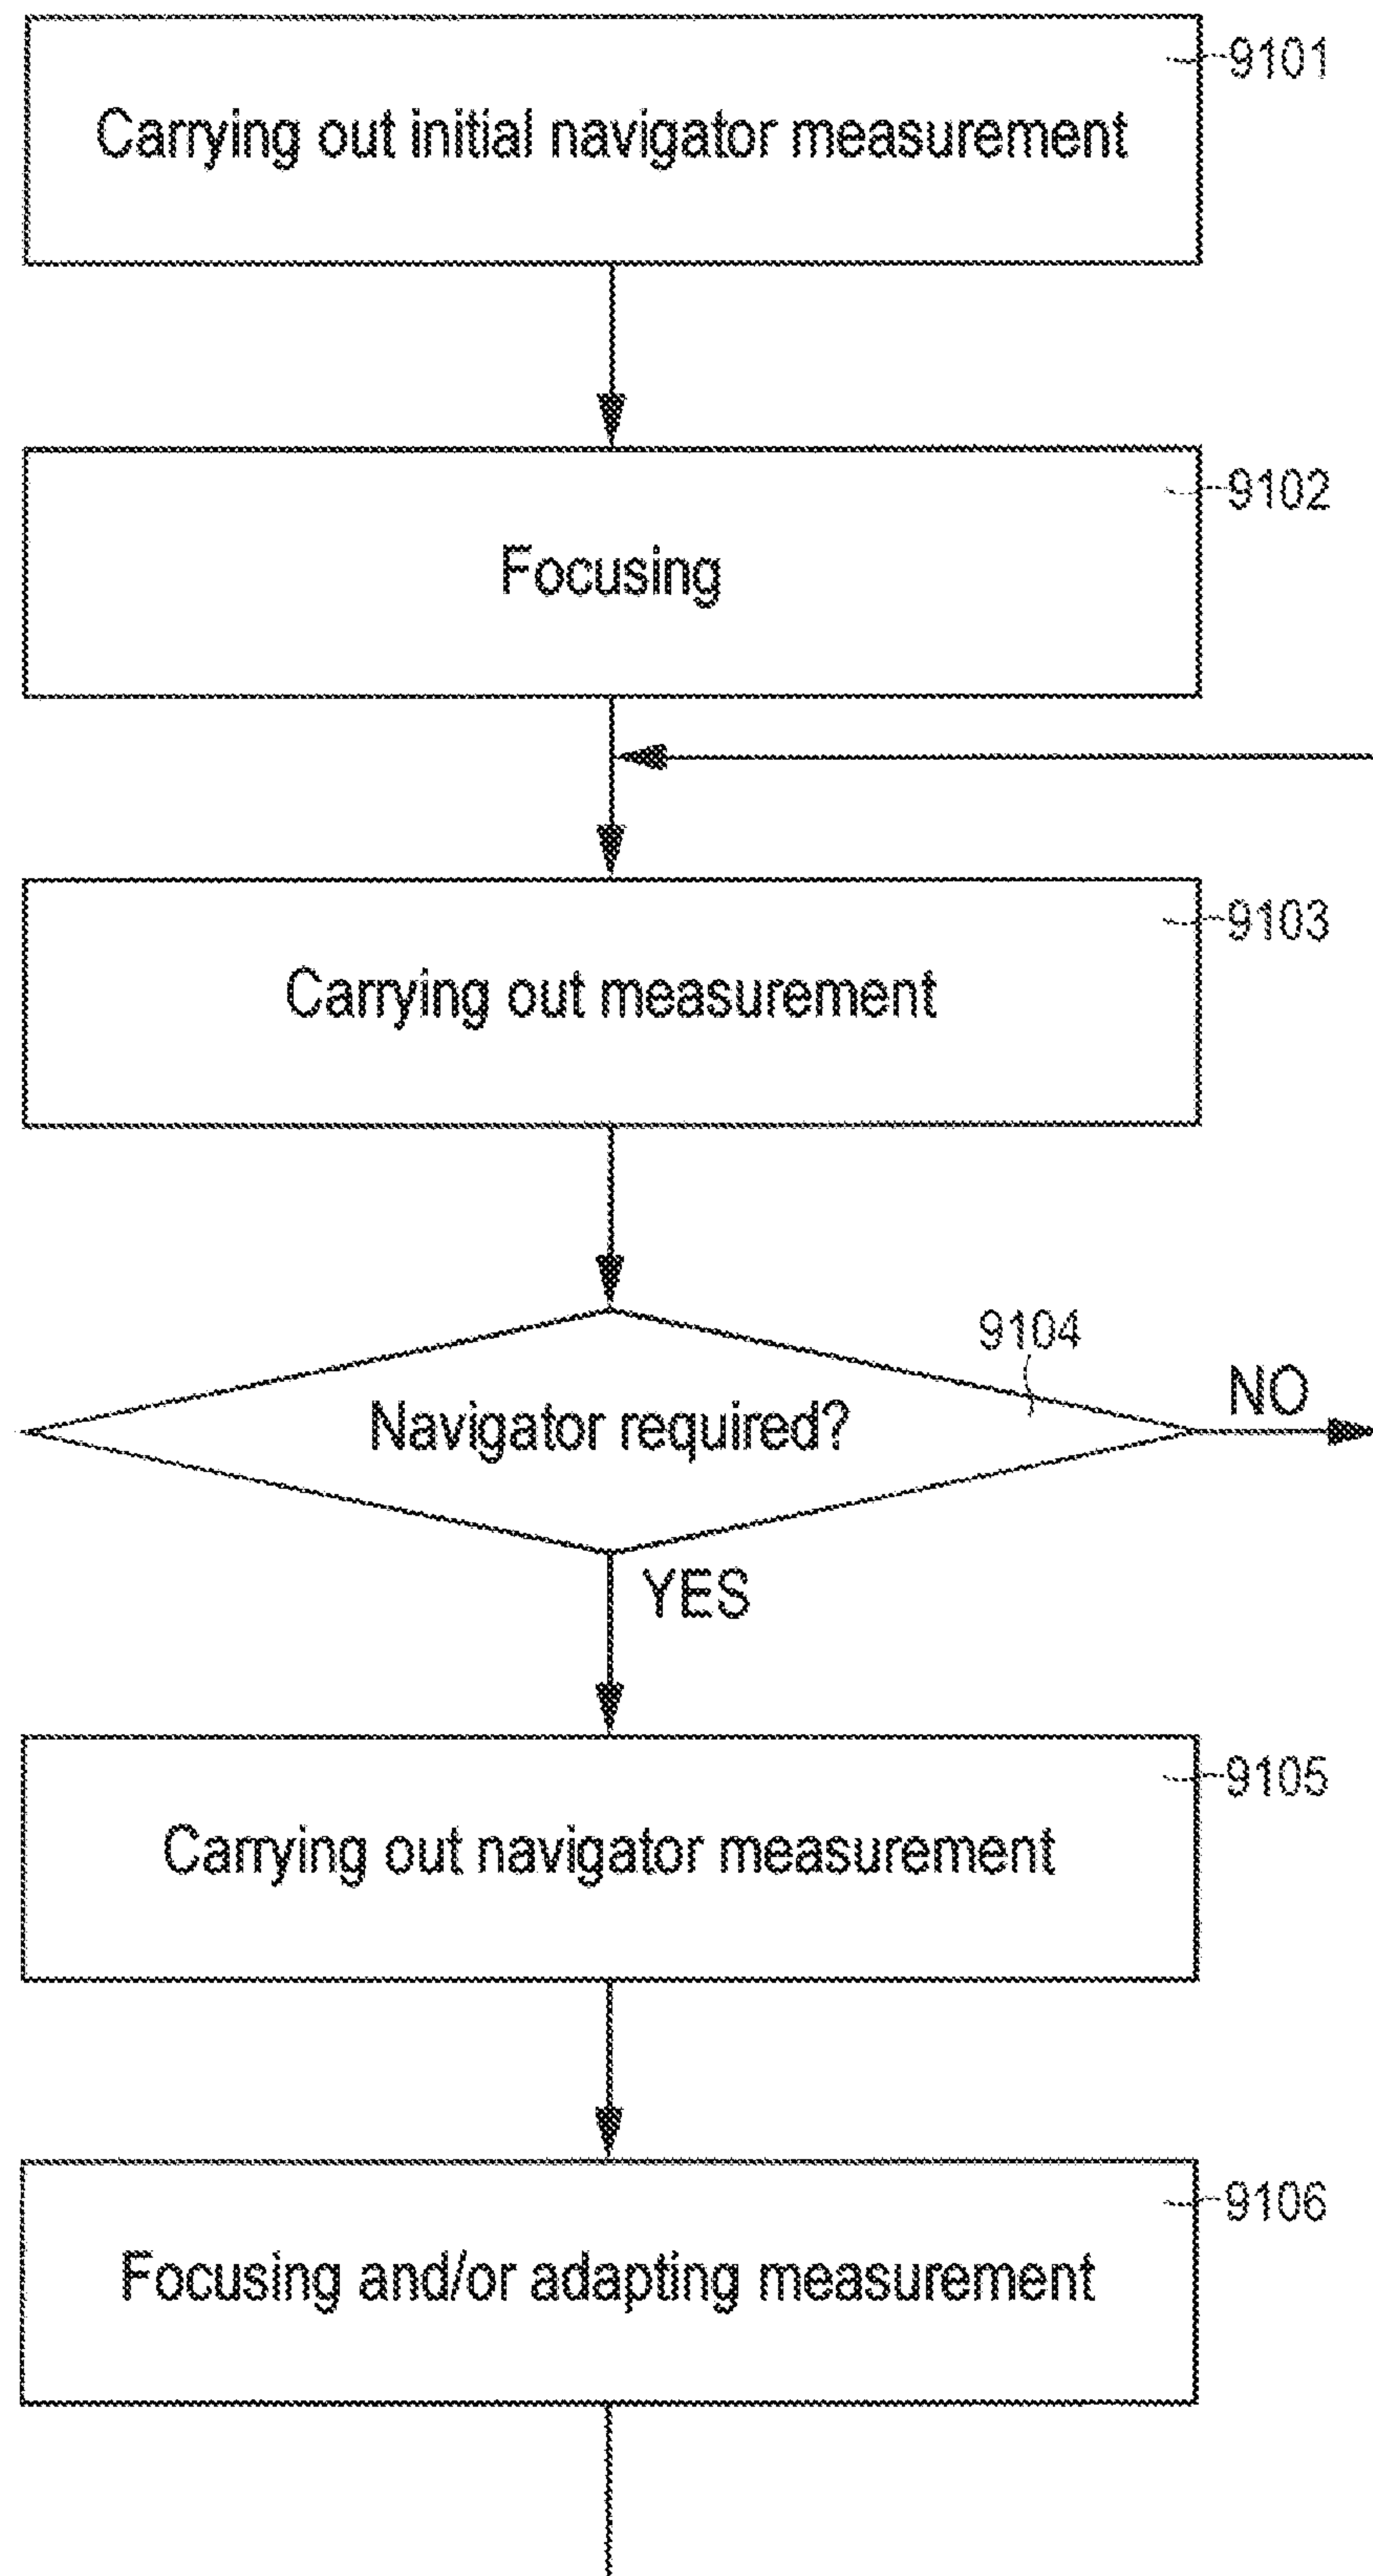 9101
Carrying out initial navigator measurement
9102
Focusing
9103
Carrying out measurement
9104
Navigator required?
NO
YES
9105
Carrying out navigator measurement
9106
Focusing and/or adapting measurement